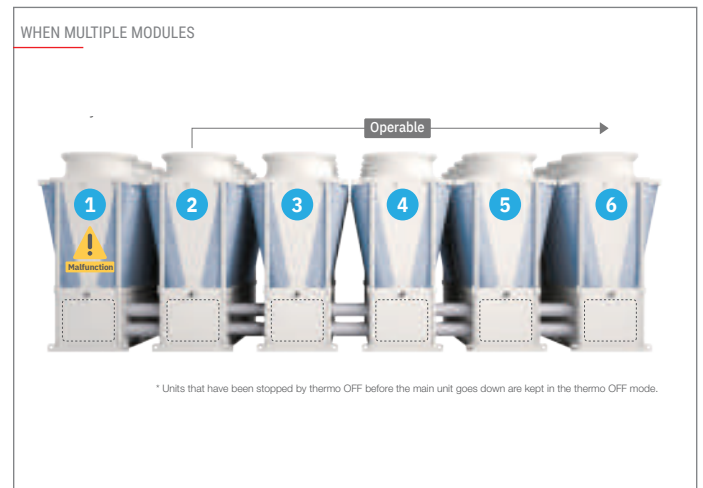 WHEN MULTIPLE MODULES
Operable
1 2 3 4 5 6
Malfunction
* Units that have been stopped by thermo OFF before the main unit goes down are kept in the thermo OFF mode.